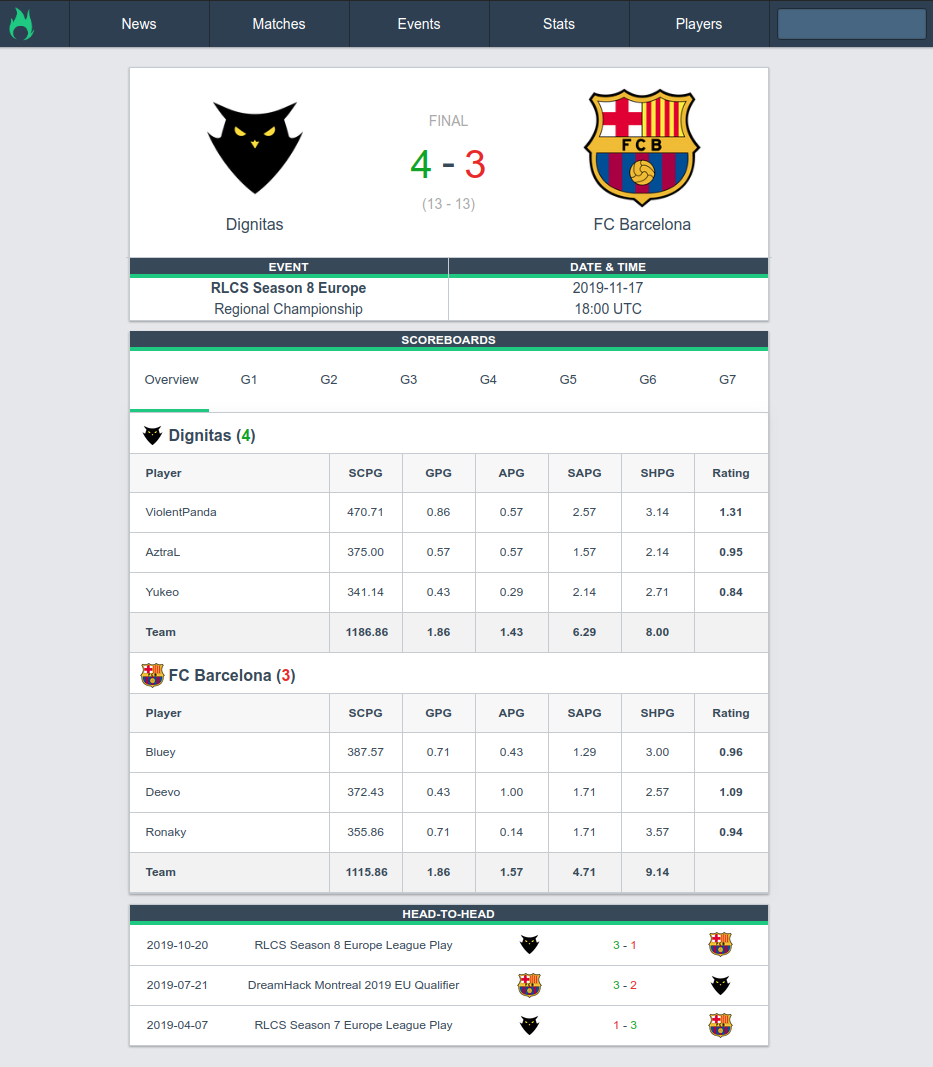 News Matches Events Stats Players
FINAL
4 - 3
(13 - 13)
FCB
Dignitas FC Barcelona
EVENT DATE & TIME
RLCS Season 8 Europe 2019-11-17
Regional Championship 18:00 UTC
SCOREBOARDS
Overview G1 G2 G3 G4 G5 G6 G7
Dignitas (4)
Player SCPG GPG APG SAPG SHPG Rating
ViolentPanda 470.71 0.86 0.57 2.57 3.14 1.31
AztraL 375.00 0.57 0.57 1.57 2.14 0.95
Yukeo 341.14 0.43 0.29 2.14 2.71 0.84
Team 1186.86 1.86 1.43 6.29 8.00
FC Barcelona (3)
Player SCPG GPG APG SAPG SHPG Rating
Bluey 387.57 0.71 0.43 1.29 3.00 0.96
Deevo 372.43 0.43 1.00 1.71 2.57 1.09
Ronaky 355.86 0.71 0.14 1.71 3.57 0.94
Team 1115.86 1.86 1.57 4.71 9.14
HEAD-TO-HEAD
2019-10-20 RLCS Season 8 Europe League Play 3 - 1
2019-07-21 DreamHack Montreal 2019 EU Qualifier 3 - 2
2019-04-07 RLCS Season 7 Europe League Play 1 - 3